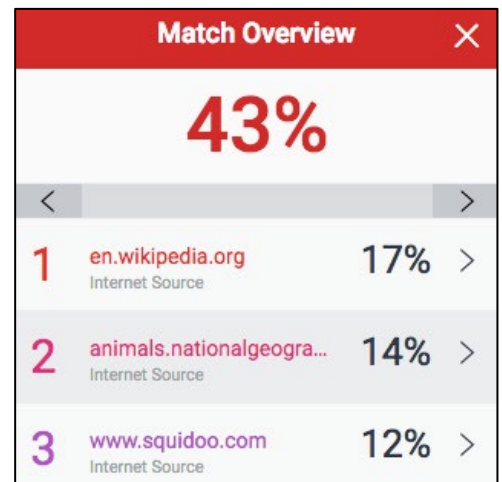 Match Overview
43%
1 en.wikipedia.org 17%
Internet Source
2 animals.nationalgeogra... 14%
Internet Source
3 www.squidoo.com 12%
Internet Source